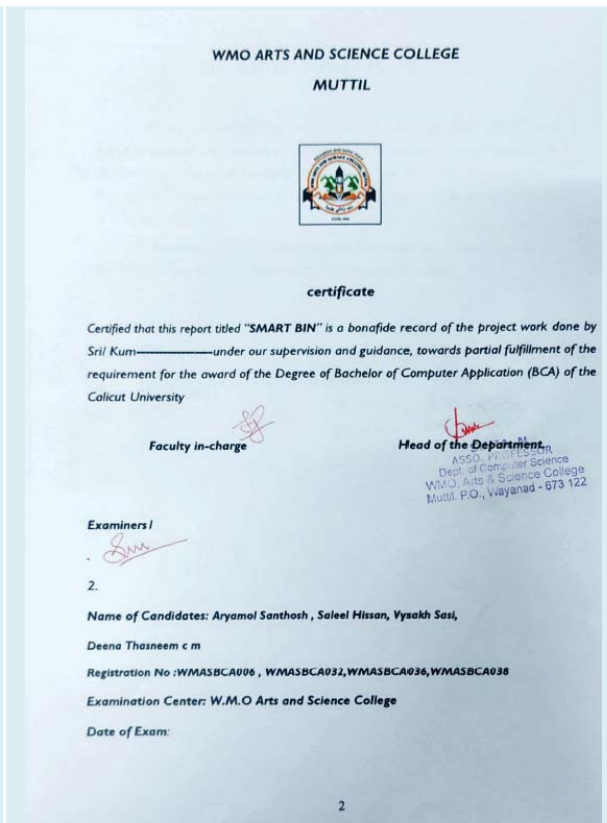 WMO ARTS AND SCIENCE COLLEGE
MUTTIL
certificate
Certified that this report titled "SMART BIN" is a bonafide record of the project work done by
Sri/ Kum—————under our supervision and guidance, towards partial fulfillment of the
requirement for the award of the Degree of Bachelor of Computer Application (BCA) of the
Calicut University
Faculty in-charge
Head of the Department
ASSO. PROFESSOR
Dept. of Computer Science
WMO, Arts & Science College
Muttil. P.O., Wayanad - 673 122
Examiners/
.
2.
Name of Candidates: Aryamol Santhosh , Saleel Hissan, Vysakh Sasi,
Deena Thasneem c m
Registration No :WMASBCA006 , WMASBCA032,WMASBCA036,WMASBCA038
Examination Center: W.M.O Arts and Science College
Date of Exam:
2